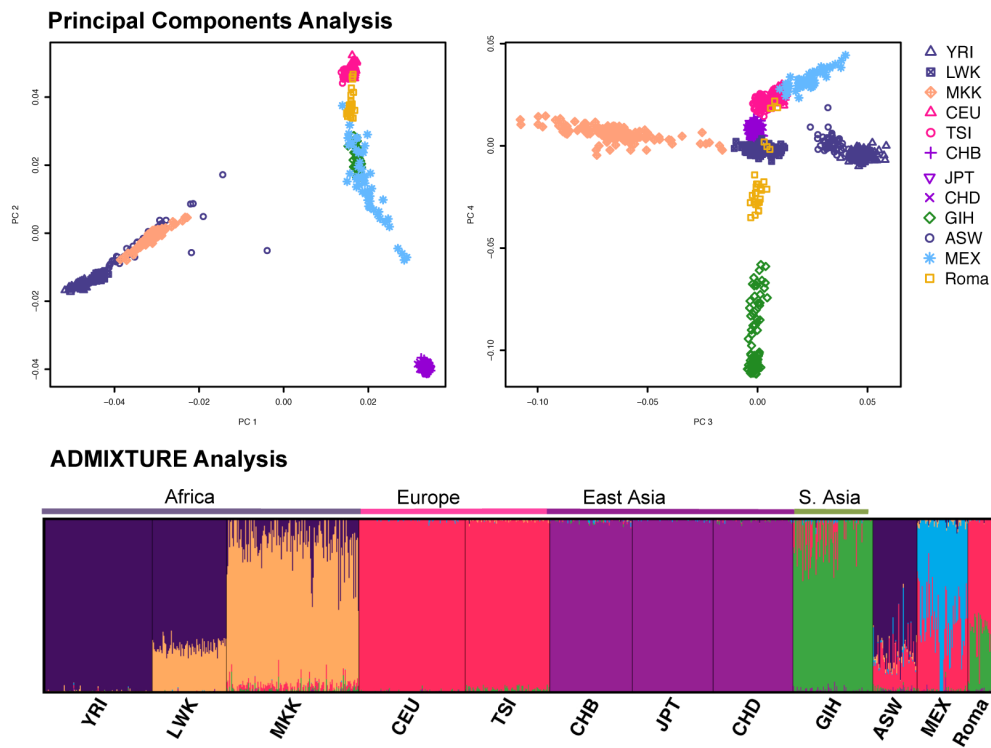 Principal Components Analysis
0.04
0.02
0.00
−0.02
−0.04
PC 2
−0.04
−0.02
0.00
0.02
PC 1
0.05
0.00
−0.05
−0.10
PC 4
−0.10
−0.05
0.00
0.05
PC 3
YRI
LWK
MKK
CEU
TSI
CHB
JPT
CHD
GIH
ASW
MEX
Roma
ADMIXTURE Analysis
Africa
Europe
East Asia
S. Asia
YRI
LWK
MKK
CEU
TSI
CHB
JPT
CHD
GIH
ASW
MEX
Roma